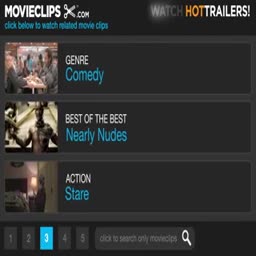 MOVIECLIPS.COM
WATCH HOTTRAILERS!
click below to watch related movie clips
GENRE
Comedy
BEST OF THE BEST
Nearly Nudes
ACTION
Stare
1 2 3 4 5 click to search only movieclips